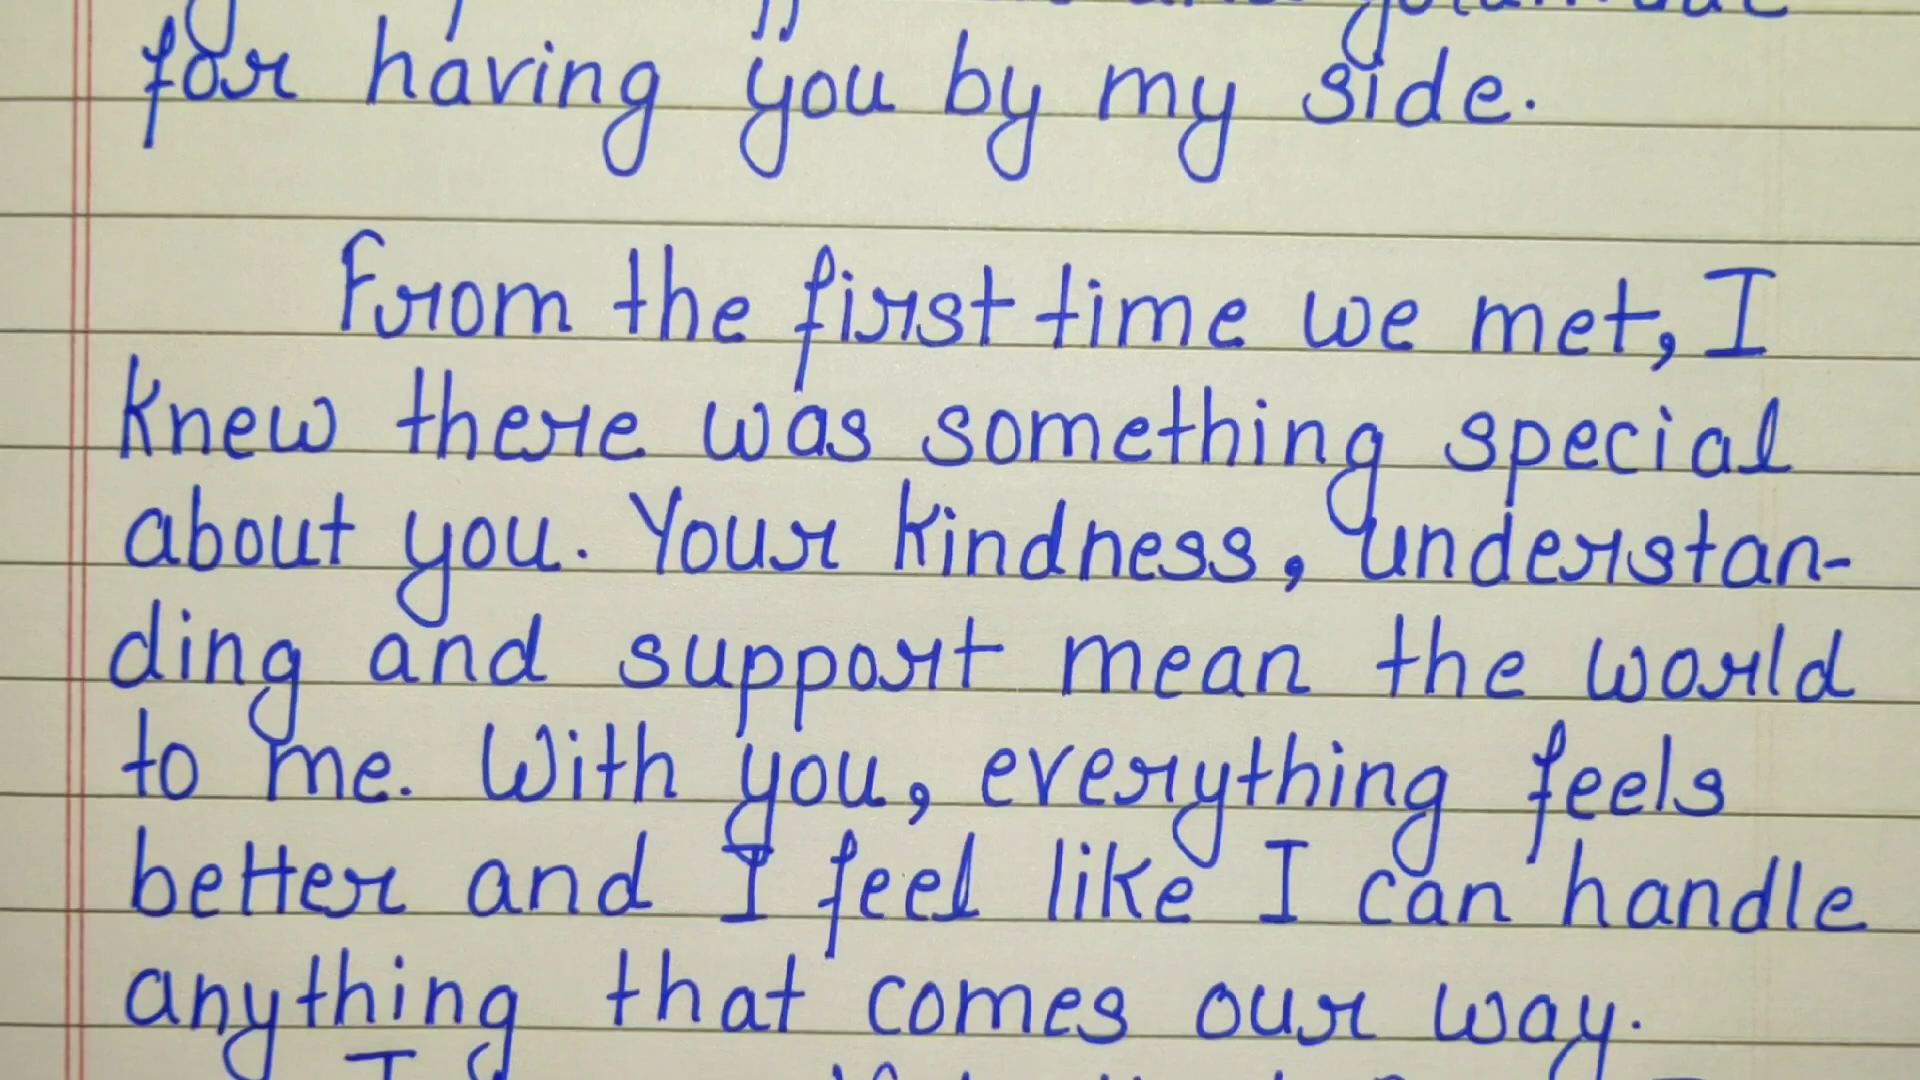 for having you by my side.
From the first time we met, I
knew there was something special
about you. Your kindness, understan-
ding and support mean the world
to me. With you, everything feels
better and I feel like I can handle
anything that comes our way.